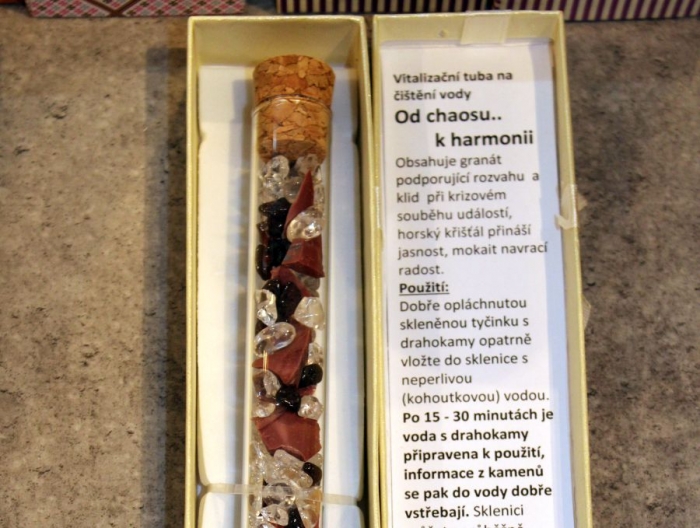 Vitalizační tuba na
čištění vody
Od chaosu..
k harmonii
Obsahuje granát
podporující rozvahu a
klid při krizovém
souběhu událostí,
horský křišťál přináší
jasnost, mokait navrací
radost.
Použití:
Dobře opláchnutou
skleněnou tyčinku s
drahokamy opatrně
vložte do sklenice s
neperlivou
(kohoutkovou) vodou.
Po 15 - 30 minutách je
voda s drahokamy
připravena k použití,
informace z kamenů
se pak do vody dobře
vstřebají. Sklenici